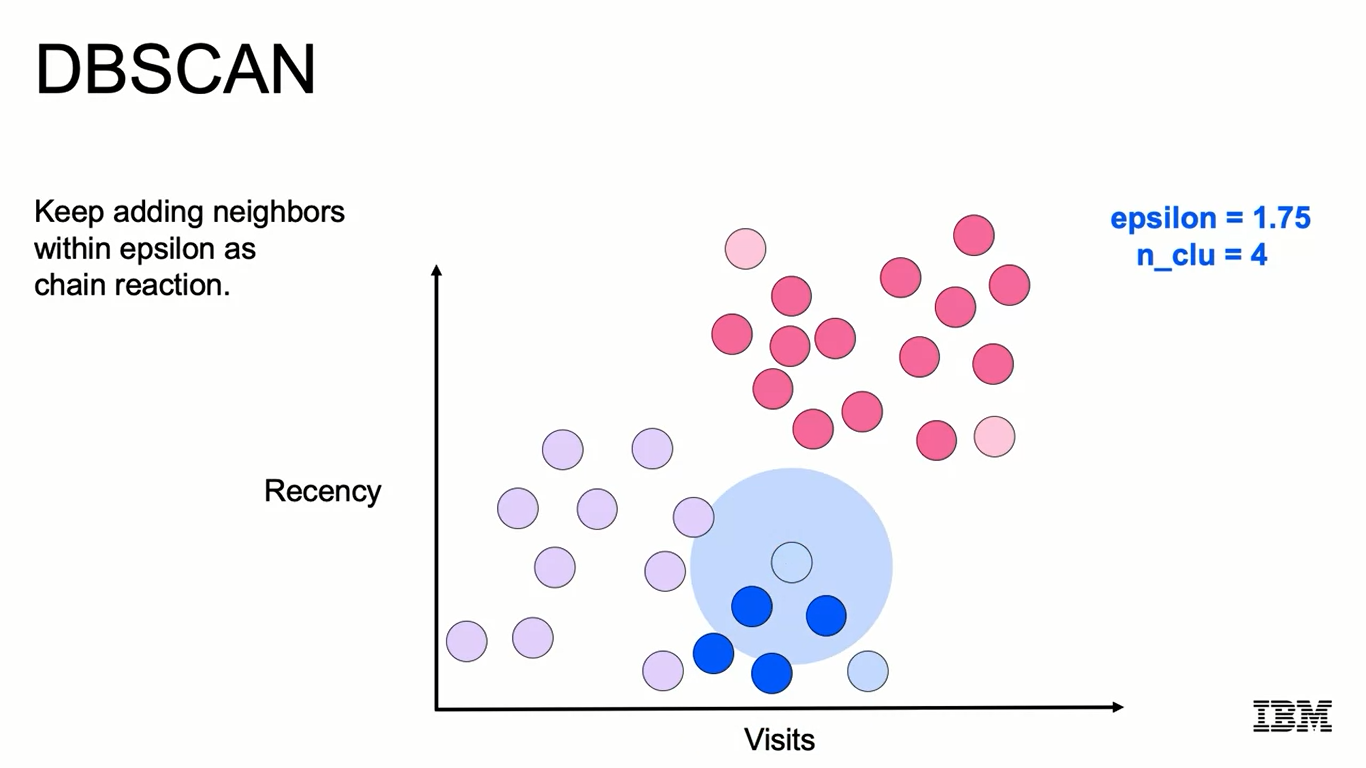 DBSCAN
Keep adding neighbors
within epsilon as
chain reaction.
epsilon = 1.75
n_clu = 4
Recency
Visits
IBM